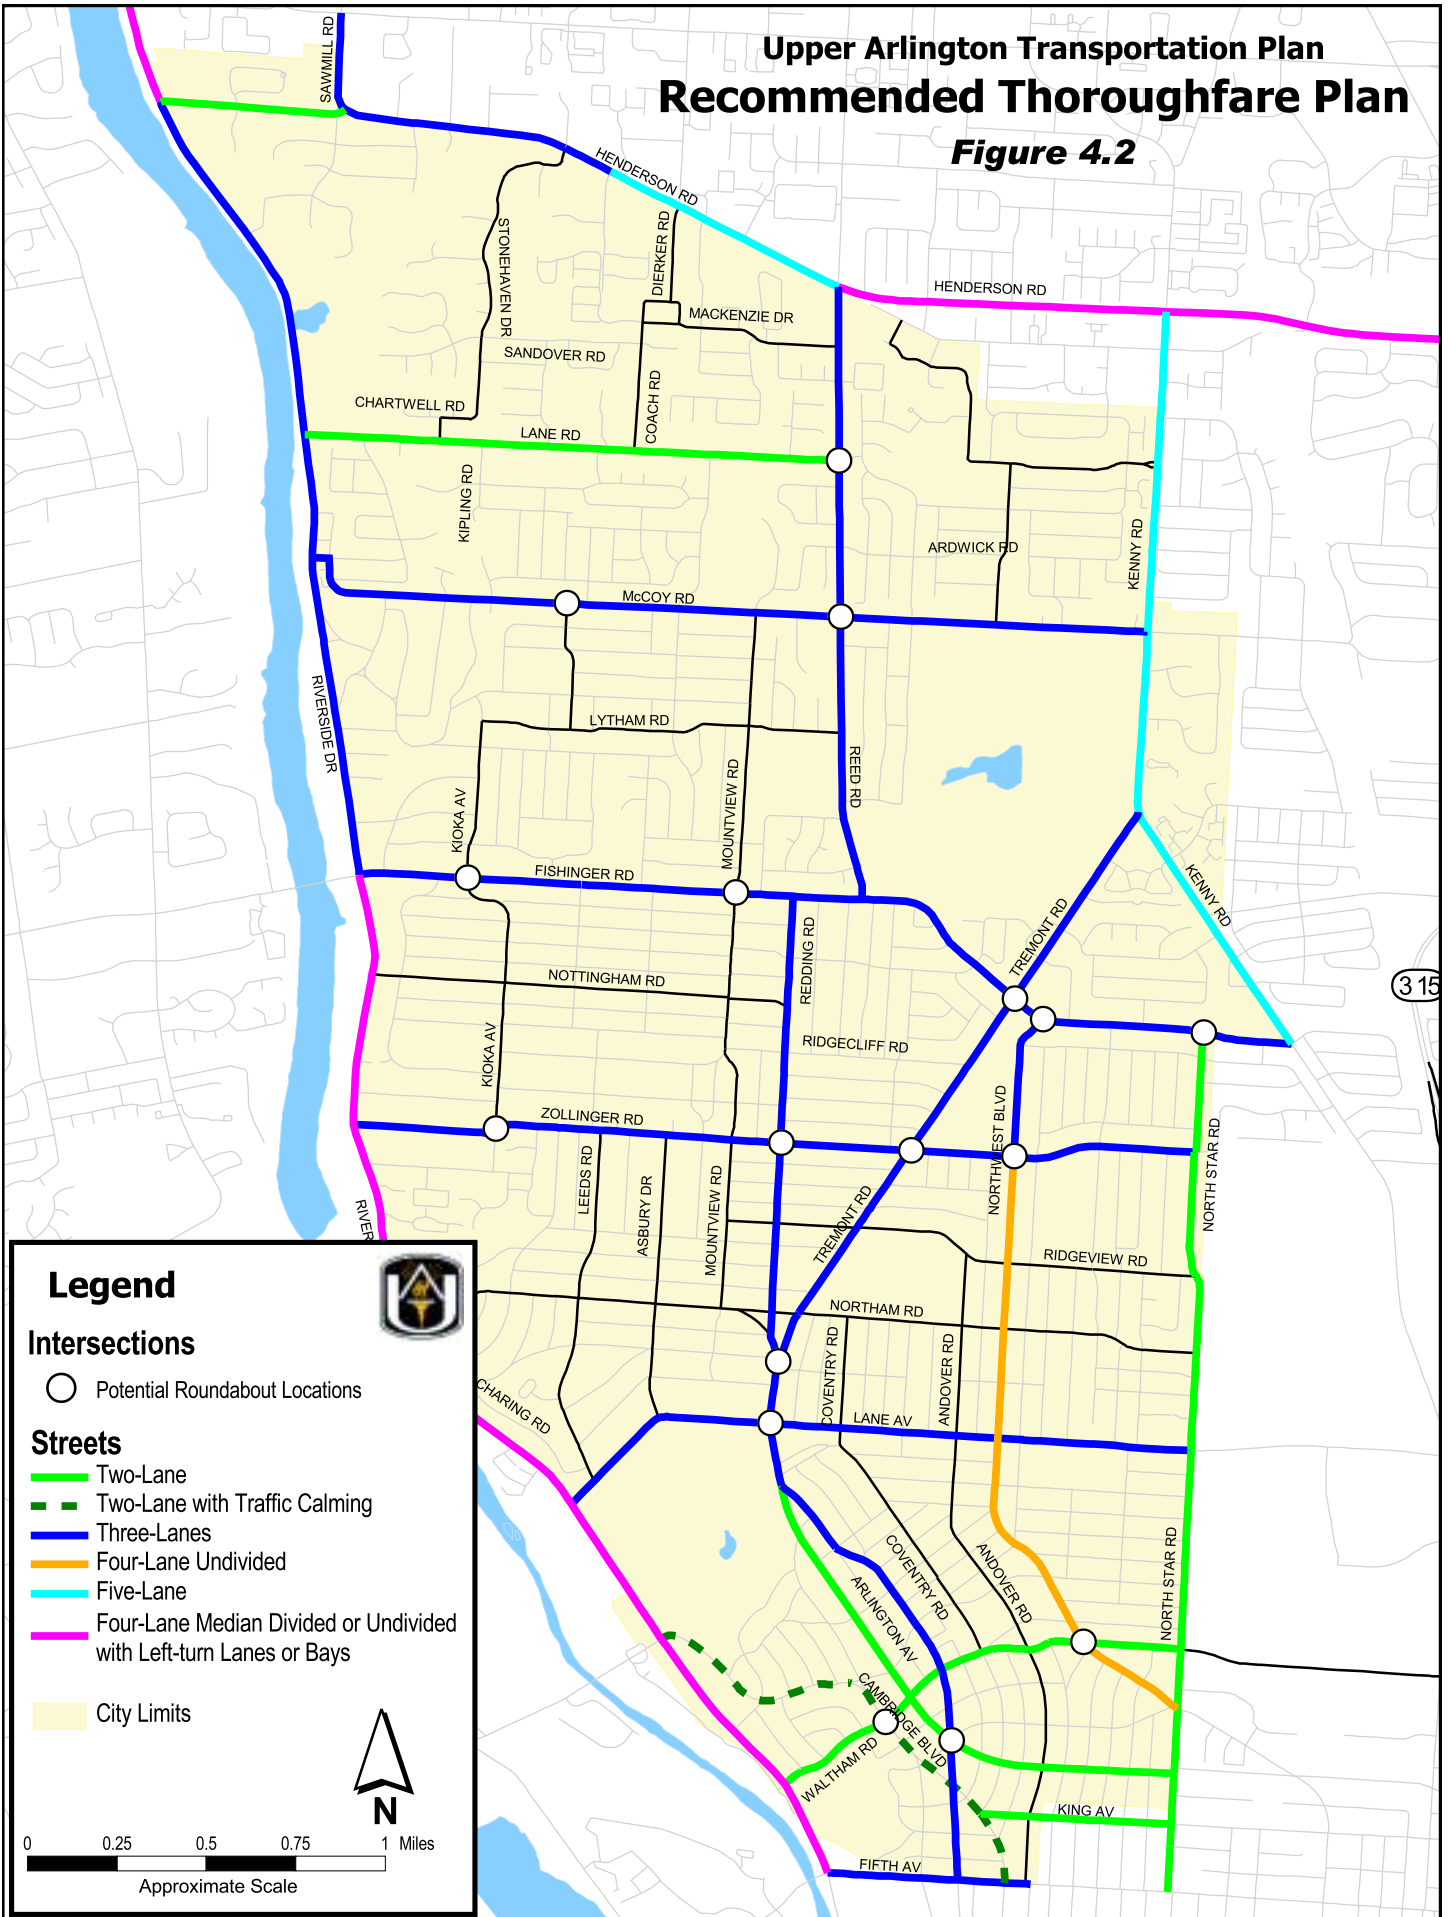 Upper Arlington Transportation Plan
Recommended Thoroughfare Plan
Figure 4.2
SAWMILL RD
HENDERSON RD
STONEHAVEN DR
DIERKER RD
HENDERSON RD
MACKENZIE DR
SANDOVER RD
COACH RD
CHARTWELL RD
LANE RD
KIPLING RD
ARDWICK RD
KENNY RD
McCOY RD
RIVERSIDE DR
LYTHAM RD
REED RD
KIOKA AV
MOUNTVIEW RD
FISHINGER RD
KENNY RD
TREMONT RD
REDDING RD
NOTTINGHAM RD
315
RIDGECLIFF RD
KIOKA AV
ZOLLINGER RD
NORTHWEST BLVD
NORTH STAR RD
LEEDS RD
ASBURY DR
MOUNTVIEW RD
TREMONT RD
RIVER
RIDGEVIEW RD
NORTHAM RD
COVENTRY RD
ANDOVER RD
CHARING RD
LANE AV
COVENTRY RD
ANDOVER RD
NORTH STAR RD
ARLINGTON AV
CAMBRIDGE BLVD
WALTHAM RD
KING AV
FIFTH AV
Legend
UA
Intersections
Potential Roundabout Locations
Streets
Two-Lane
Two-Lane with Traffic Calming
Three-Lanes
Four-Lane Undivided
Five-Lane
Four-Lane Median Divided or Undivided
with Left-turn Lanes or Bays
City Limits
N
0 0.25 0.5 0.75 1 Miles
Approximate Scale